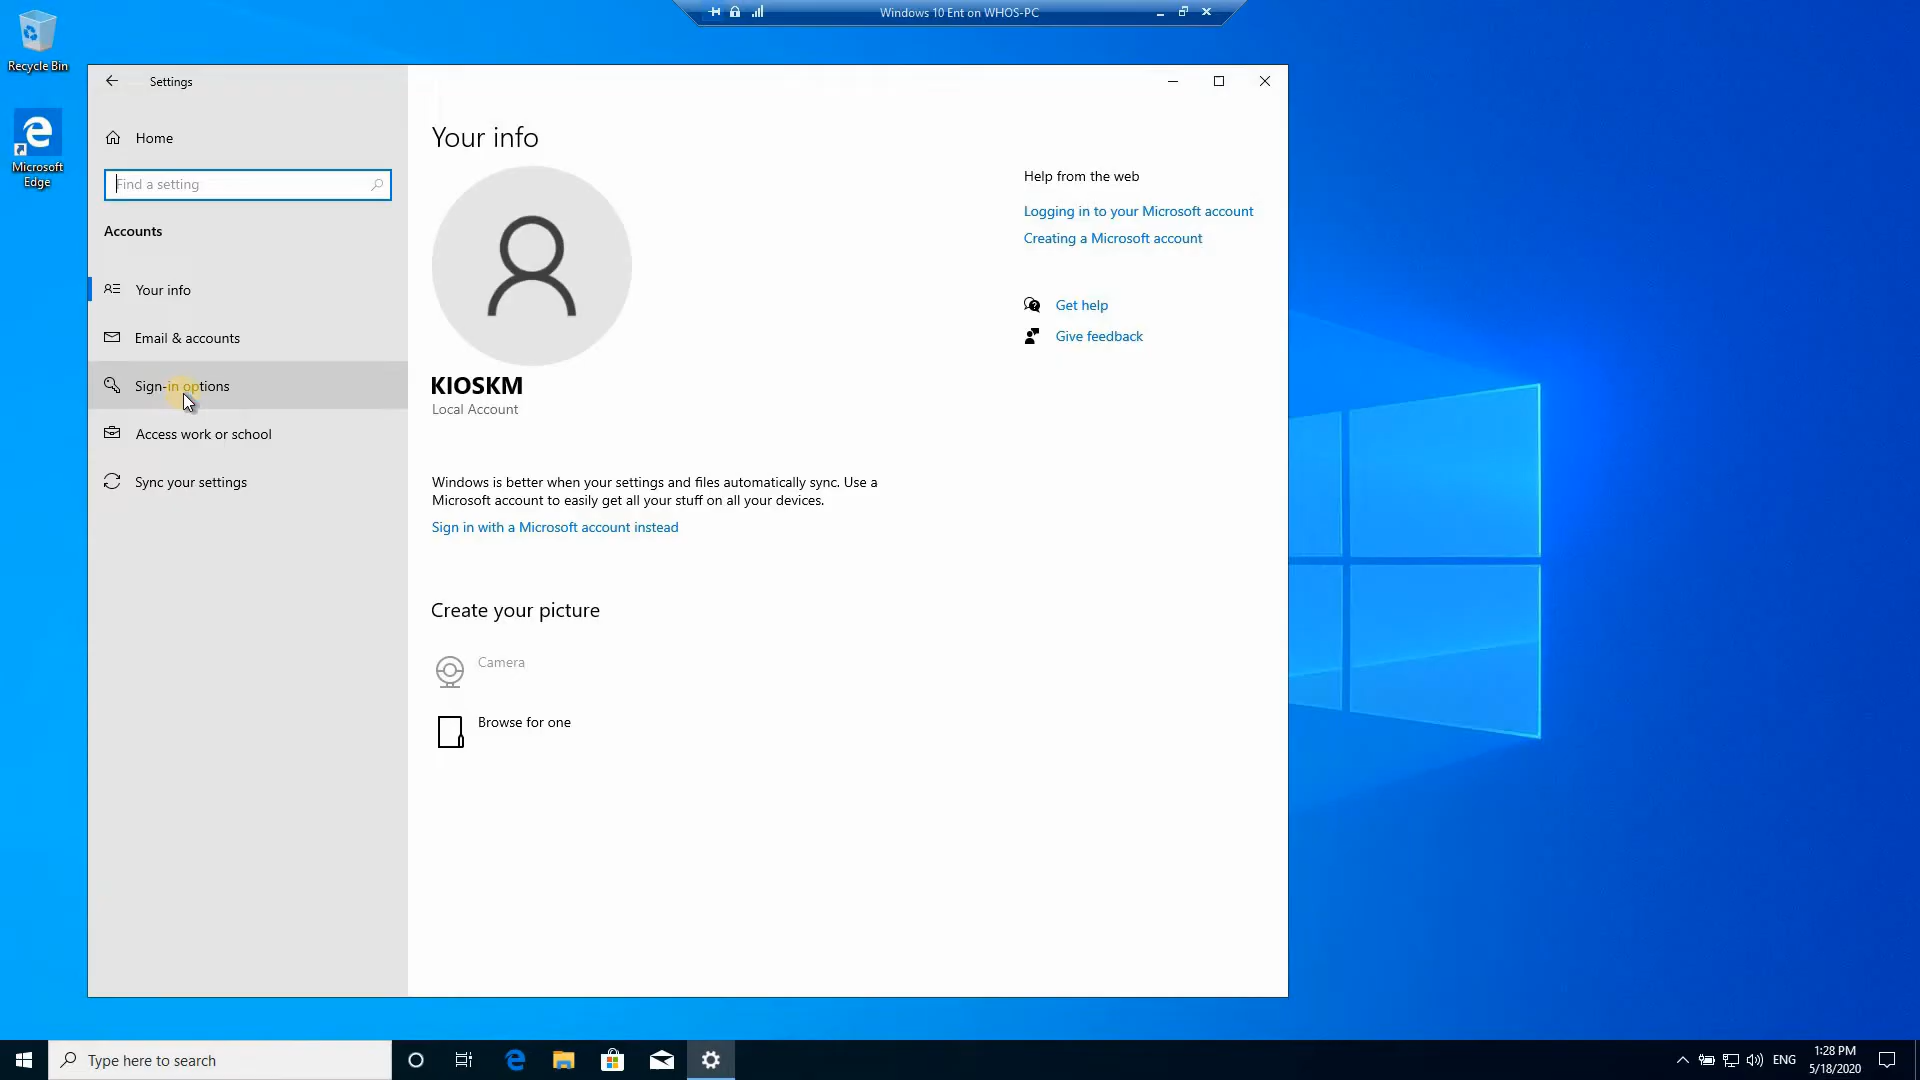 Windows 10 Ent on WHOS-PC
Recycle Bin
Microsoft
Edge
Settings
Home
Find a setting
Accounts
Your info
Email & accounts
Sign-in options
Access work or school
Sync your settings
Your info
KIOSKM
Local Account
Windows is better when your settings and files automatically sync. Use a
Microsoft account to easily get all your stuff on all your devices.
Sign in with a Microsoft account instead
Create your picture
Camera
Browse for one
Help from the web
Logging in to your Microsoft account
Creating a Microsoft account
Get help
Give feedback
Type here to search
ENG
1:28 PM
5/18/2020